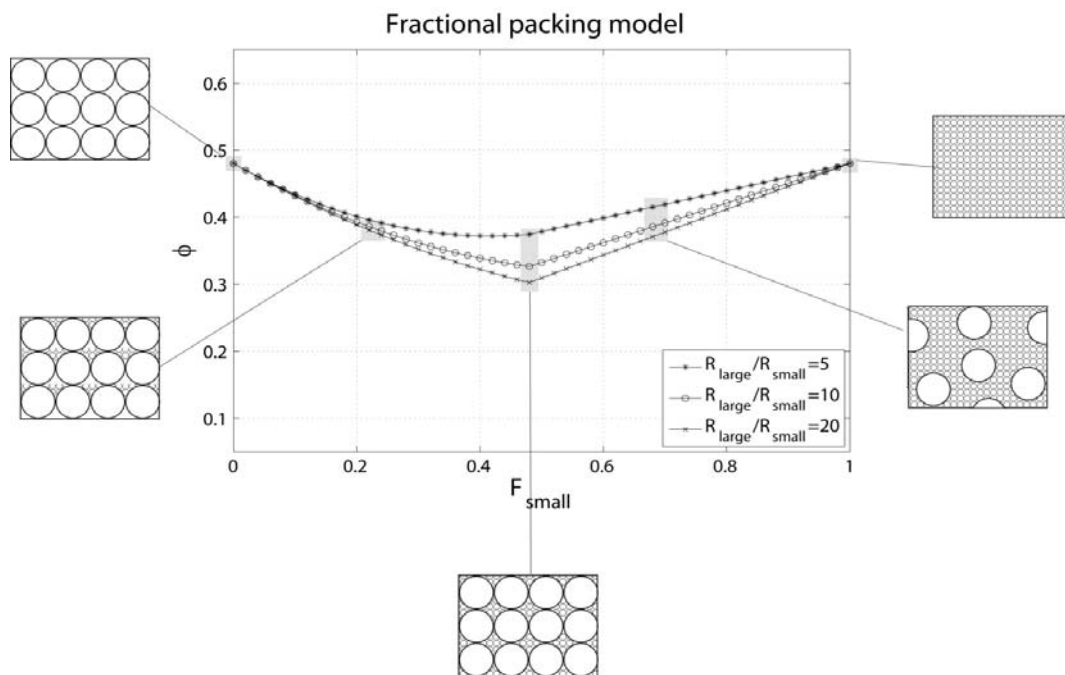 Fractional packing model
0.6
0.5
0.4
0.3
0.2
0.1
ϕ
R large/R small=5
R large/R small=10
R large/R small=20
0 0.2 0.4 0.6 0.8 1
F small